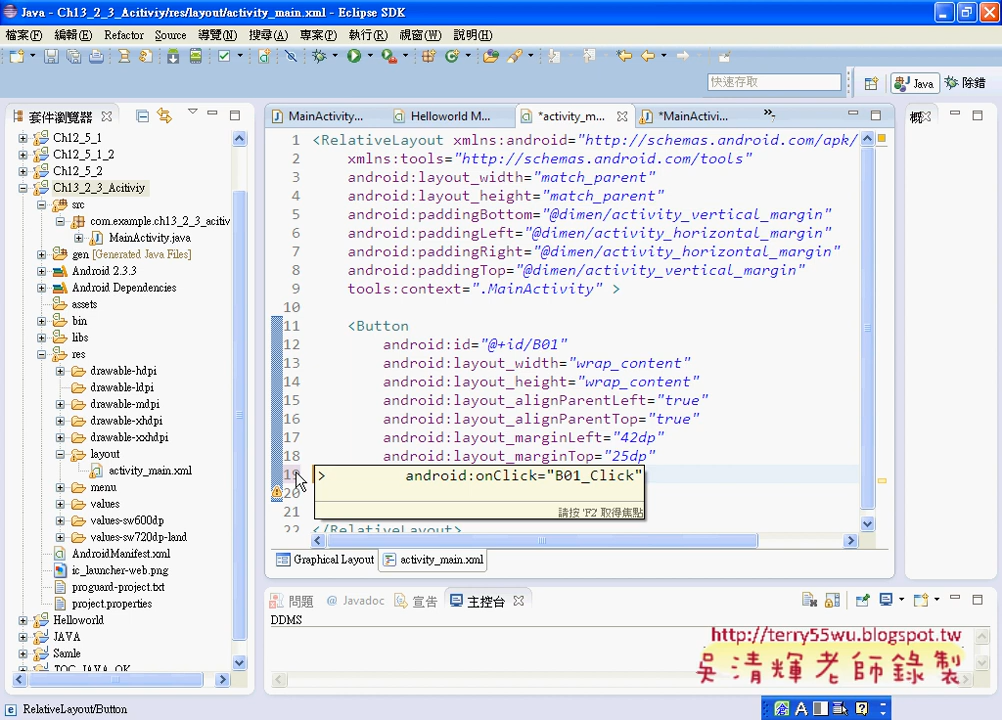 Java - Ch13_2_3_Acitiviy/res/layout/activity_main.xml - Eclipse SDK
檔案(F) 編輯(E) Refactor Source 導覽(N) 搜尋(A) 專案(P) 執行(R) 視窗(W) 說明(H)
快速存取
Java
除錯
套件瀏覽器
MainActivity...
Helloworld M...
*activity_m...
*MainActivi...
概
Ch12_5_1
Ch12_5_1_2
Ch12_5_2
Ch13_2_3_Acitiviy
src
com.example.ch13_2_3_acitiv
MainActivity.java
gen [Generated Java Files]
Android 2.3.3
Android Dependencies
assets
bin
libs
res
drawable-hdpi
drawable-ldpi
drawable-mdpi
drawable-xhdpi
drawable-xxhdpi
layout
activity_main.xml
menu
values
values-sw600dp
values-sw720dp-land
AndroidManifest.xml
ic_launcher-web.png
proguard-project.txt
project.properties
Helloworld
JAVA
Samle
TOC_JAVA_OK
1 <RelativeLayout xmlns:android="http://schemas.android.com/apk/
2 xmlns:tools="http://schemas.android.com/tools"
3 android:layout_width="match_parent"
4 android:layout_height="match_parent"
5 android:paddingBottom="@dimen/activity_vertical_margin"
6 android:paddingLeft="@dimen/activity_horizontal_margin"
7 android:paddingRight="@dimen/activity_horizontal_margin"
8 android:paddingTop="@dimen/activity_vertical_margin"
9 tools:context=".MainActivity" >
10
11 <Button
12 android:id="@+id/B01"
13 android:layout_width="wrap_content"
14 android:layout_height="wrap_content"
15 android:layout_alignParentLeft="true"
16 android:layout_alignParentTop="true"
17 android:layout_marginLeft="42dp"
18 android:layout_marginTop="25dp"
19 > android:onClick="B01_Click"
20
請按 'F2' 取得焦點
21
22 </RelativeLayout>
Graphical Layout
activity_main.xml
問題
@ Javadoc
宣告
主控台
DDMS
http://terry55wu.blogspot.tw
吳清輝老師錄製
RelativeLayout/Button
A